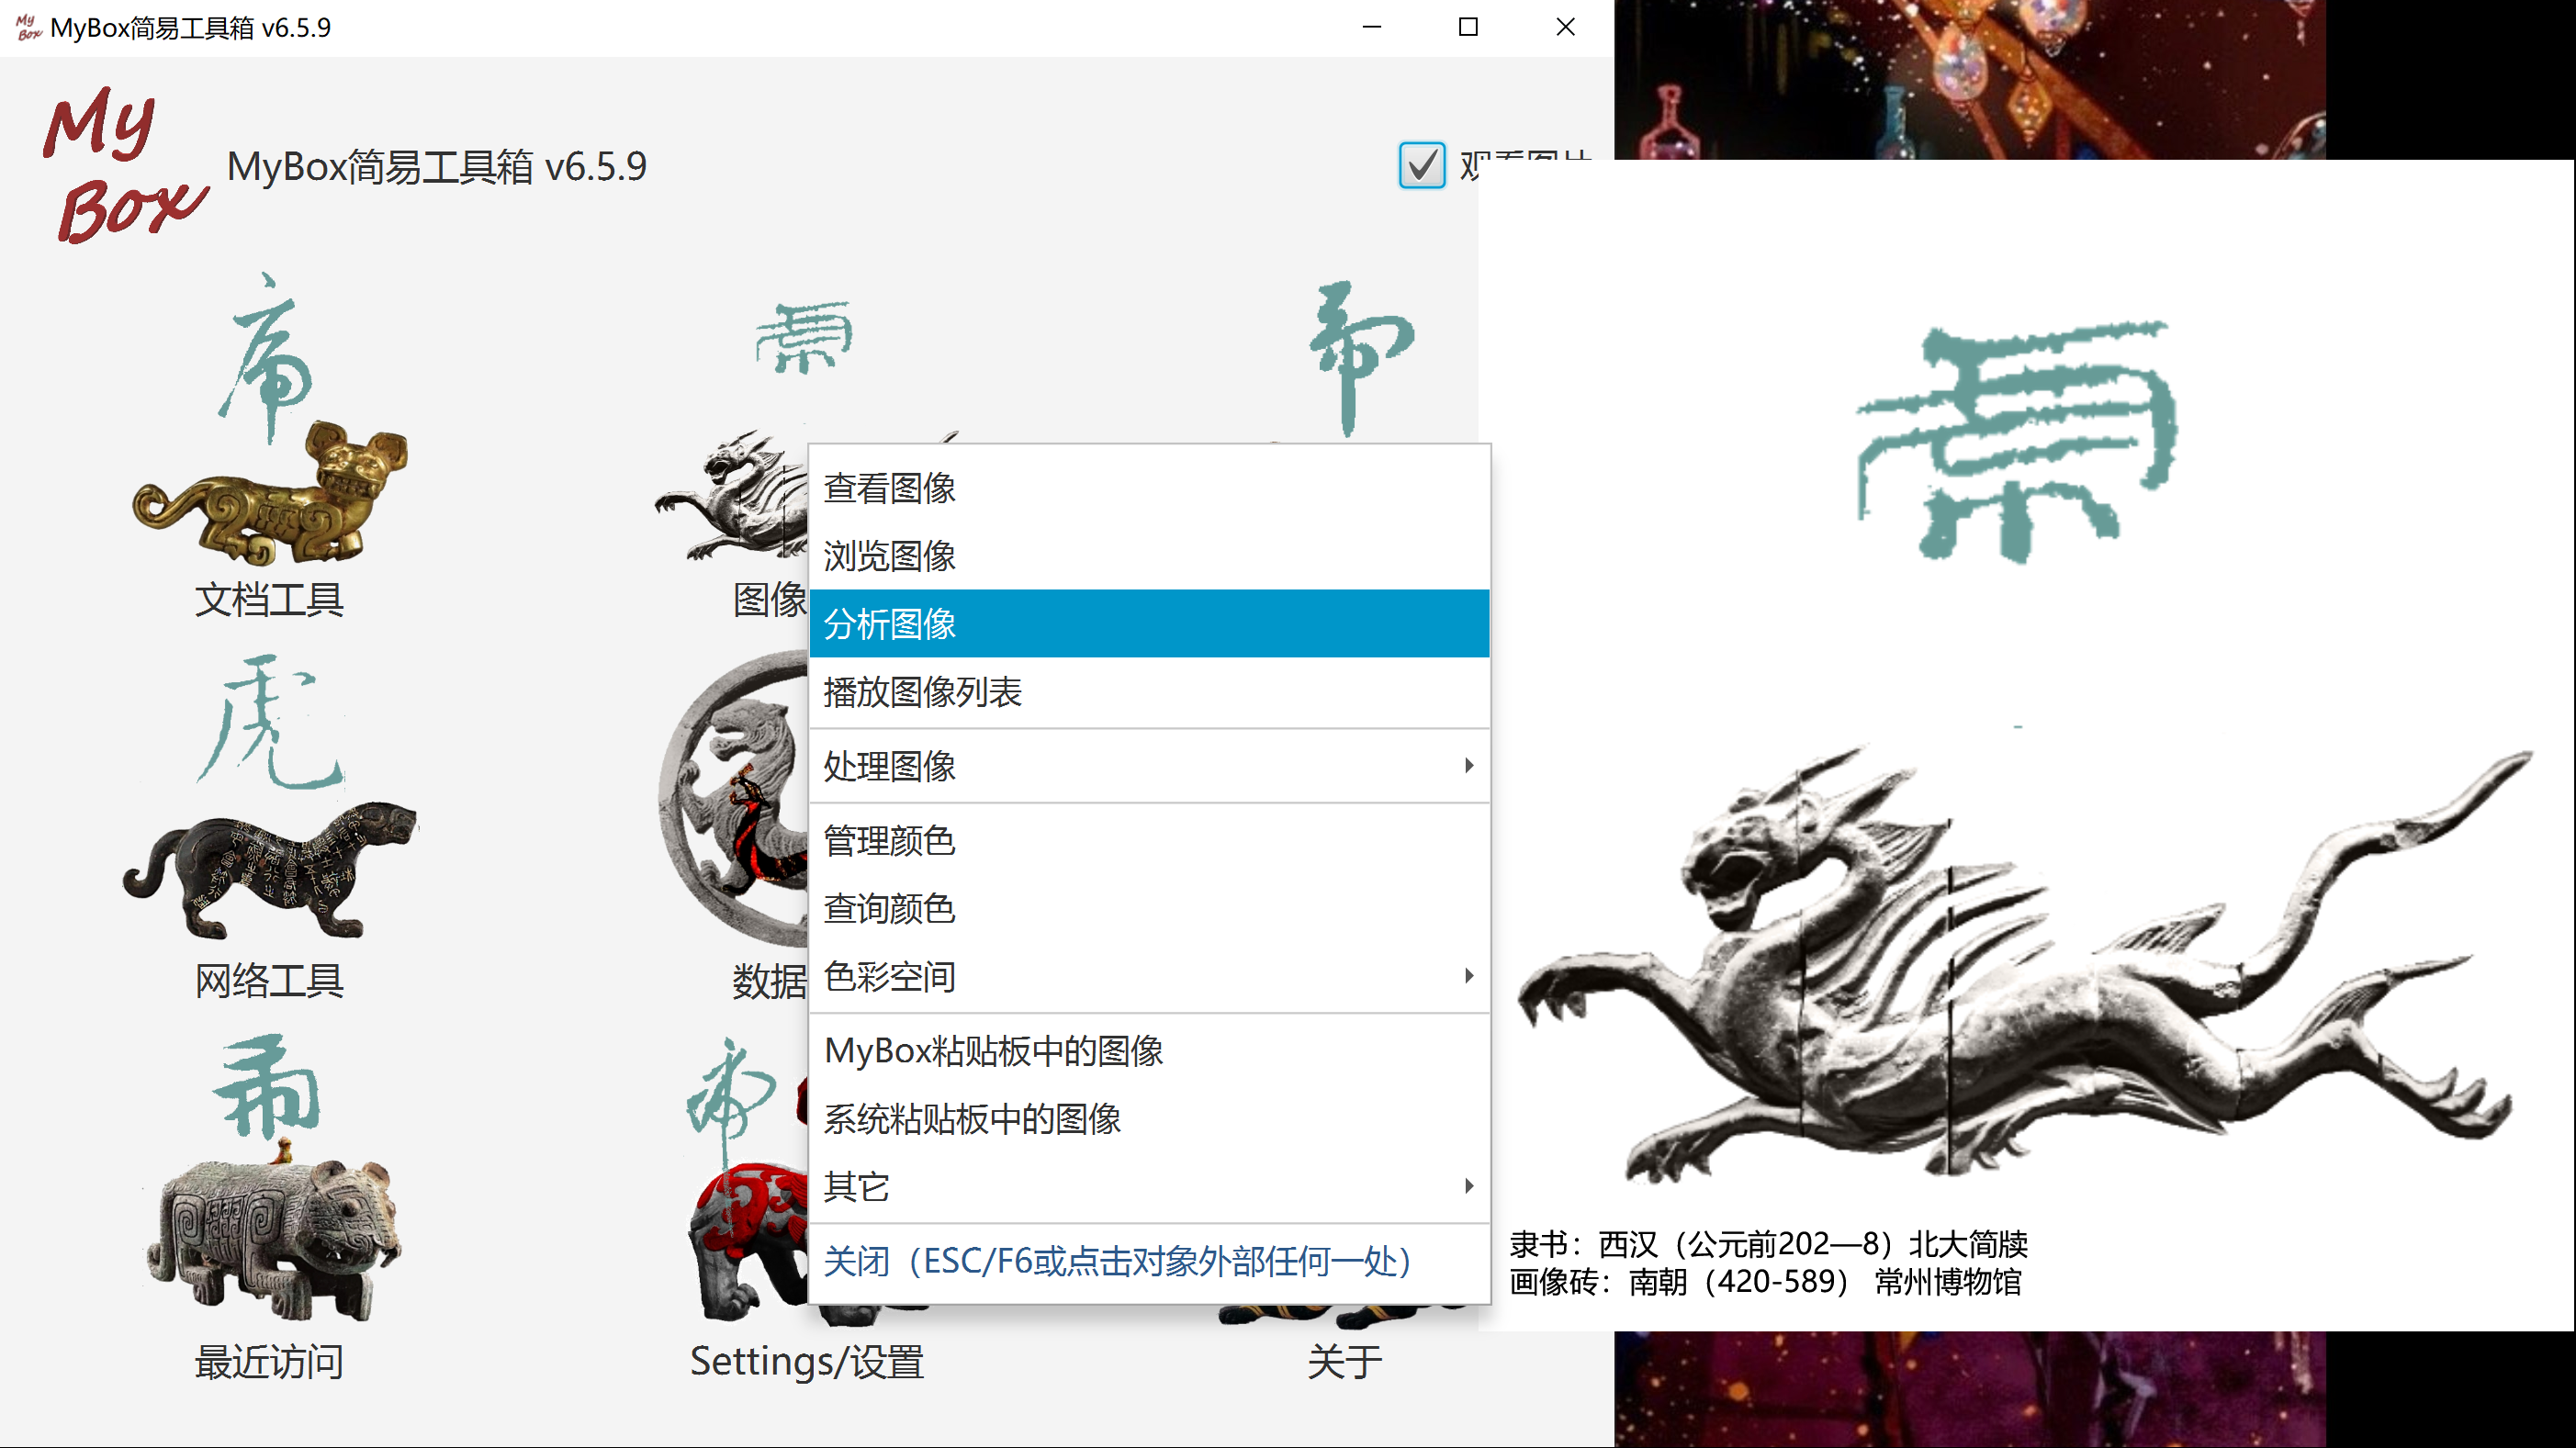 MyBox简易工具箱 v6.5.9
My
Box
MyBox简易工具箱 v6.5.9
观看图片
文档工具
图像
网络工具
数据
最近访问
Settings/设置
关于
查看图像
浏览图像
分析图像
播放图像列表
处理图像
管理颜色
查询颜色
色彩空间
MyBox粘贴板中的图像
系统粘贴板中的图像
其它
关闭（ESC/F6或点击对象外部任何一处）
虎
隶书：西汉（公元前202—8）北大简牍
画像砖：南朝（420-589） 常州博物馆